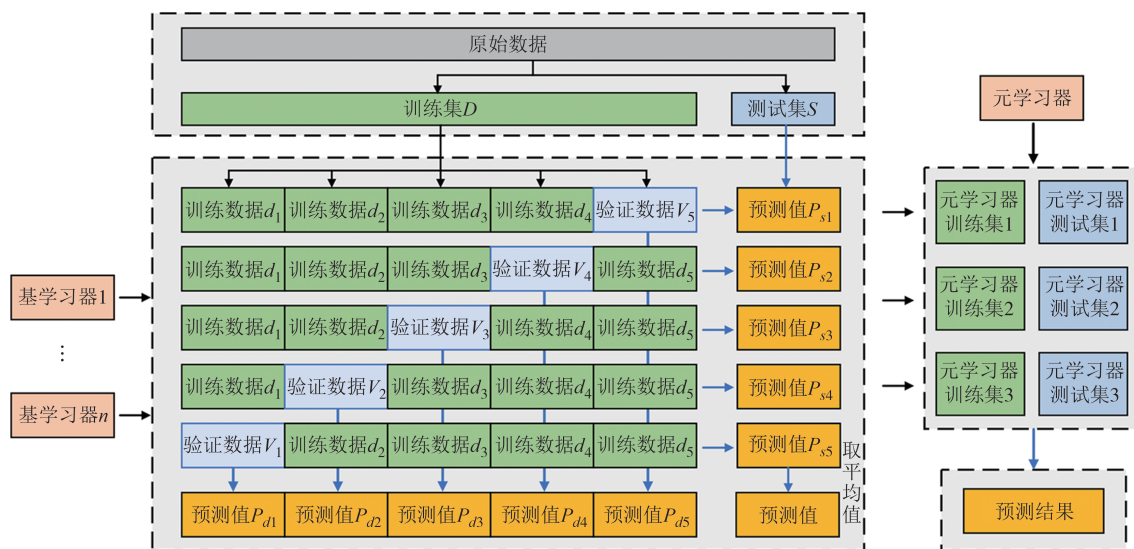 原始数据
训练集D
测试集S
元学习器
训练数据d1 训练数据d2 训练数据d3 训练数据d4 验证数据V5 预测值Ps1
元学习器 元学习器
训练集1 测试集1
训练数据d1 训练数据d2 训练数据d3 验证数据V4 训练数据d5 预测值Ps2
基学习器1
元学习器 元学习器
训练集2 测试集2
训练数据d1 训练数据d2 验证数据V3 训练数据d4 训练数据d5 预测值Ps3
⋮
训练数据d1 验证数据V2 训练数据d3 训练数据d4 训练数据d5 预测值Ps4
元学习器 元学习器
训练集3 测试集3
基学习器n
验证数据V1 训练数据d2 训练数据d3 训练数据d4 训练数据d5 预测值Ps5
取平均值
预测值Pd1 预测值Pd2 预测值Pd3 预测值Pd4 预测值Pd5 预测值
预测结果